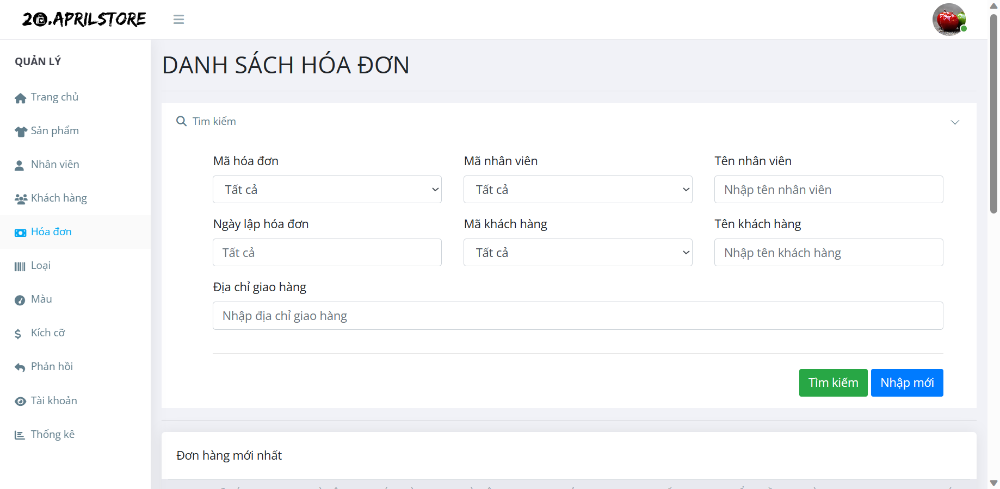 20.APRILSTORE
QUẢN LÝ
Trang chủ
Sản phẩm
Nhân viên
Khách hàng
Hóa đơn
Loại
Màu
Kích cỡ
Phản hồi
Tài khoản
Thống kê
DANH SÁCH HÓA ĐƠN
Tìm kiếm
Mã hóa đơn
Mã nhân viên
Tên nhân viên
Tất cả
Tất cả
Nhập tên nhân viên
Ngày lập hóa đơn
Mã khách hàng
Tên khách hàng
Tất cả
Tất cả
Nhập tên khách hàng
Địa chỉ giao hàng
Nhập địa chỉ giao hàng
Tìm kiếm
Nhập mới
Đơn hàng mới nhất